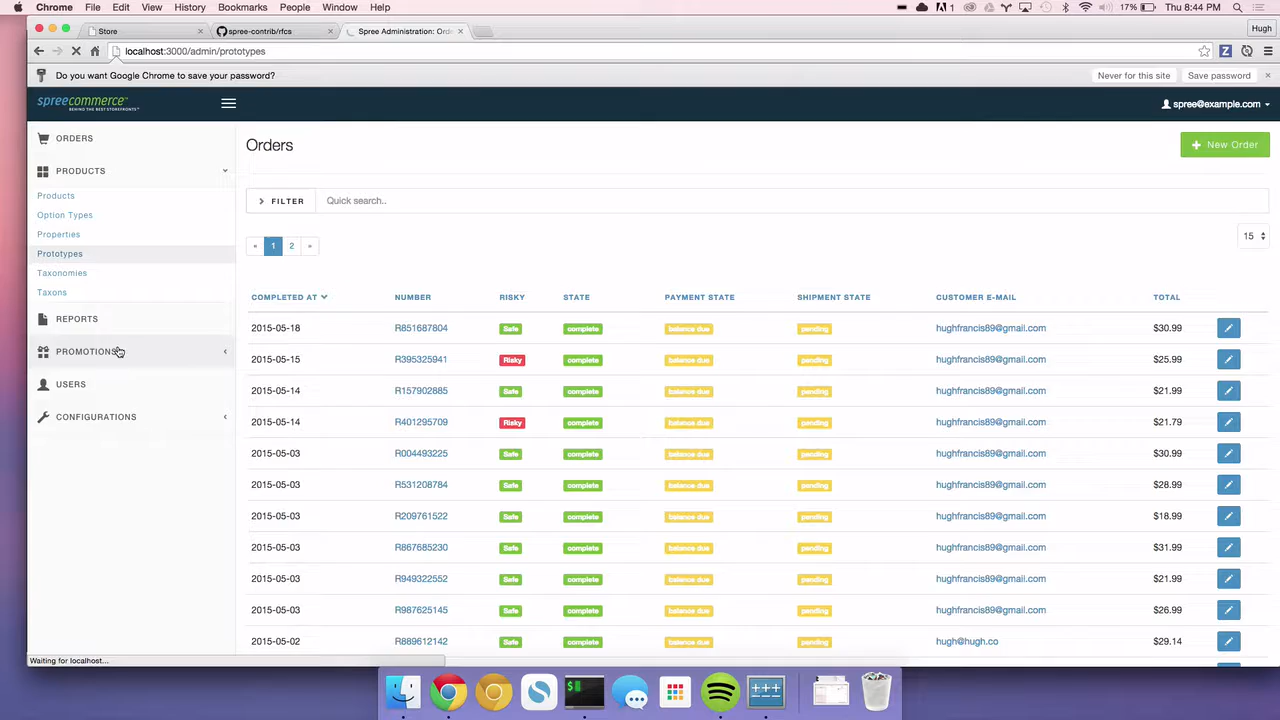 Chrome File Edit View History Bookmarks People Window Help 1 17% Thu 8:44 PM
Store spree-contrib/rfcs Spree Administration: Ord Hugh
localhost:3000/admin/prototypes
Do you want Google Chrome to save your password? Never for this site Save password
spreecommerce spree@example.com
BEHIND THE BEST STOREFRONTS
ORDERS
PRODUCTS
Products
Option Types
Properties
Prototypes
Taxonomies
Taxons
REPORTS
PROMOTIONS
USERS
CONFIGURATIONS
Orders
+ New Order
FILTER Quick search..
« 1 2 »
15
COMPLETED AT NUMBER RISKY STATE PAYMENT STATE SHIPMENT STATE CUSTOMER E-MAIL TOTAL
2015-05-18 R851687804 Safe complete balance due pending hughfrancis89@gmail.com $30.99
2015-05-15 R395325941 Risky complete balance due pending hughfrancis89@gmail.com $25.99
2015-05-14 R157902885 Safe complete balance due pending hughfrancis89@gmail.com $21.99
2015-05-14 R401295709 Risky complete balance due pending hughfrancis89@gmail.com $21.79
2015-05-03 R004493225 Safe complete balance due pending hughfrancis89@gmail.com $30.99
2015-05-03 R531208784 Safe complete balance due pending hughfrancis89@gmail.com $28.99
2015-05-03 R209761522 Safe complete balance due pending hughfrancis89@gmail.com $18.99
2015-05-03 R867685230 Safe complete balance due pending hughfrancis89@gmail.com $31.99
2015-05-03 R949322552 Safe complete balance due pending hughfrancis89@gmail.com $21.99
2015-05-03 R987625145 Safe complete balance due pending hughfrancis89@gmail.com $26.99
2015-05-02 R889612142 Safe complete balance due pending hugh@hugh.co $29.14
Waiting for localhost...